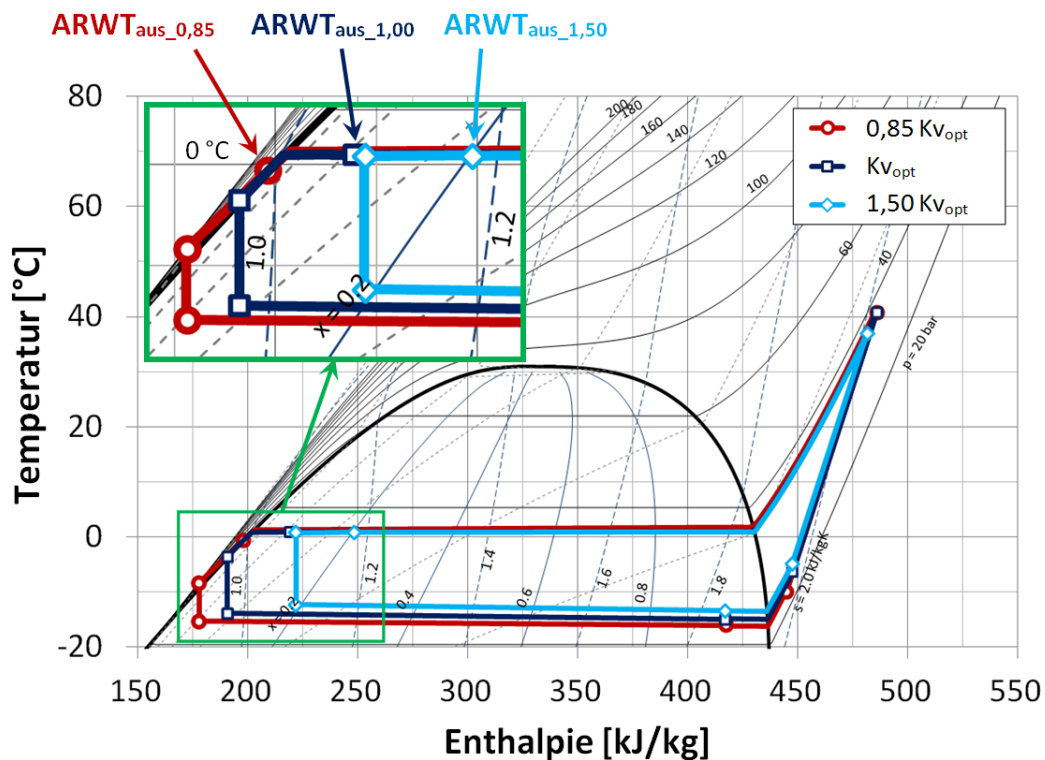 ARWTaus_0,85 ARWTaus_1,00 ARWTaus_1,50
80
60
40
20
0
-20
Temperatur [°C]
0 °C
1.0
1.2
x = 0.2
200
180
160
140
120
100
60
40
p = 20 bar
0,85 Kvopt
Kvopt
1,50 Kvopt
1.0
x=0.2
1.2
0.4
1.4
0.6
1.6
0.8
1.8
s = 2.0 kJ/kgK
150 200 250 300 350 400 450 500 550
Enthalpie [kJ/kg]